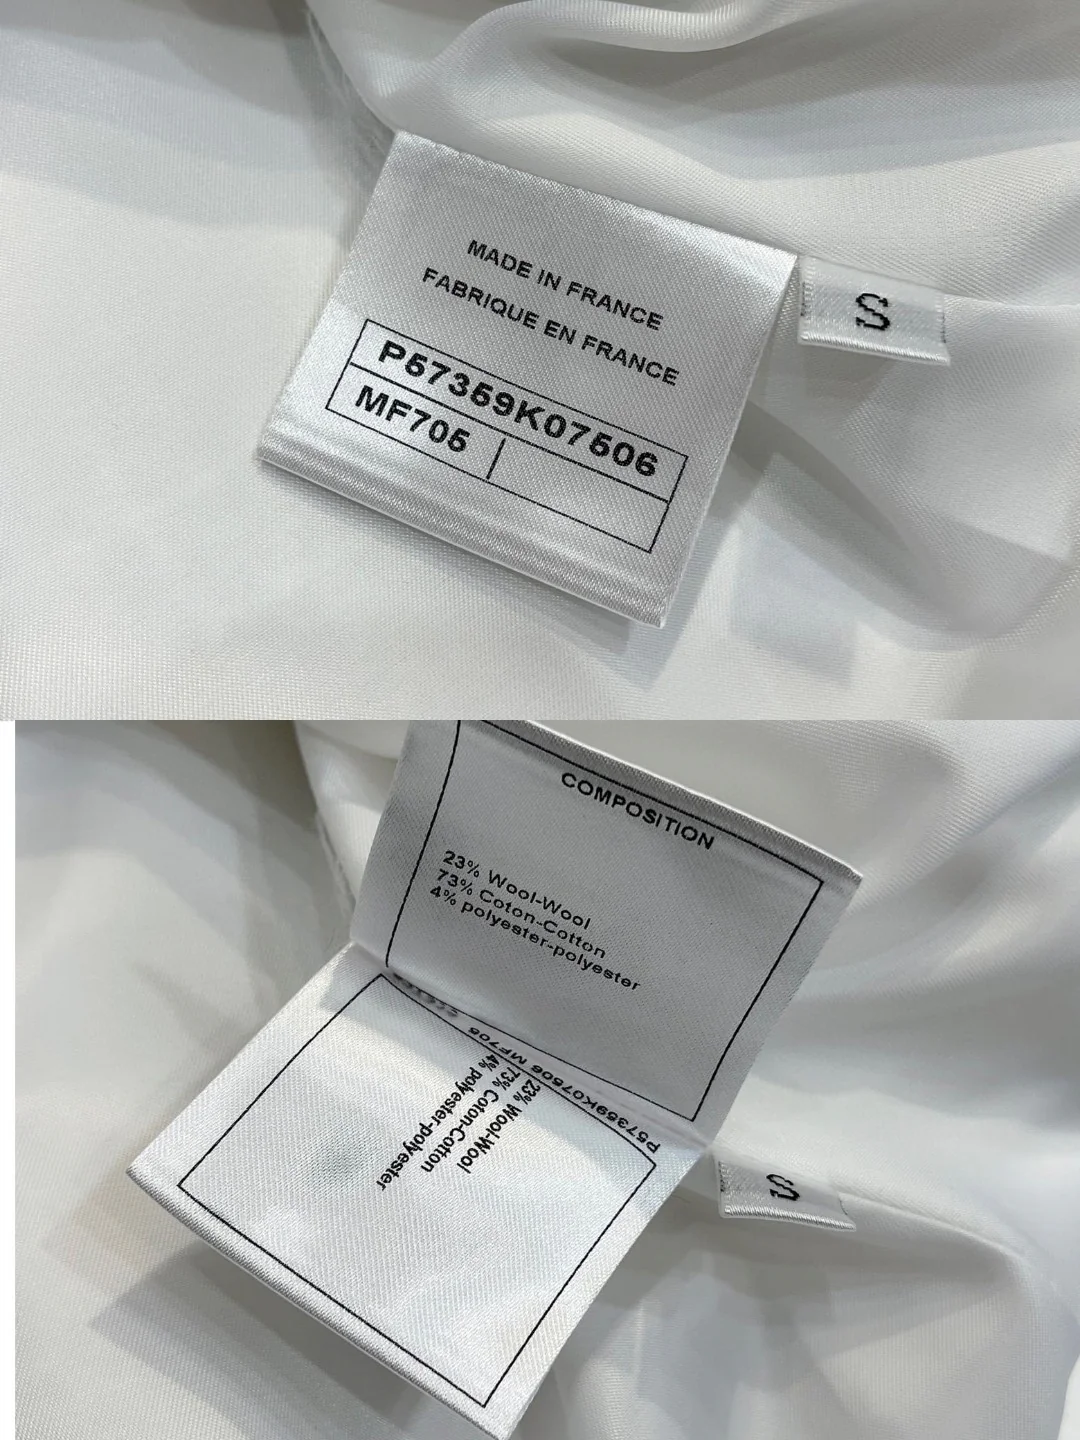 MADE IN FRANCE
FABRIQUE EN FRANCE
P57359K07506
MF705
S
COMPOSITION
23% Wool-Wool
73% Coton-Cotton
4% polyester-polyester
P57359K07506 MF705
23% Wool-Wool
73% Coton-Cotton
4% polyester-polyester
S